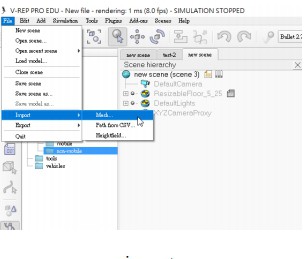 V-REP PRO EDU - New file - rendering: 1 ms (8.0 fps) - SIMULATION STOPPED
File Edit Add Simulation Tools Plugins Add-ons Scenes Help
New scene
Open scene...
Open recent scene
Load model...
Close scene
Save scene
Save scene as...
Save model as...
Import
Export
Quit
Mesh...
Path from CSV...
Heightfield...
Bullet 2.7
new scene test-2 new scene
Scene hierarchy
new scene (scene 3)
DefaultCamera
ResizableFloor_5_25
DefaultLights
XYZCameraProxy
mobile
non-mobile
tools
vehicles